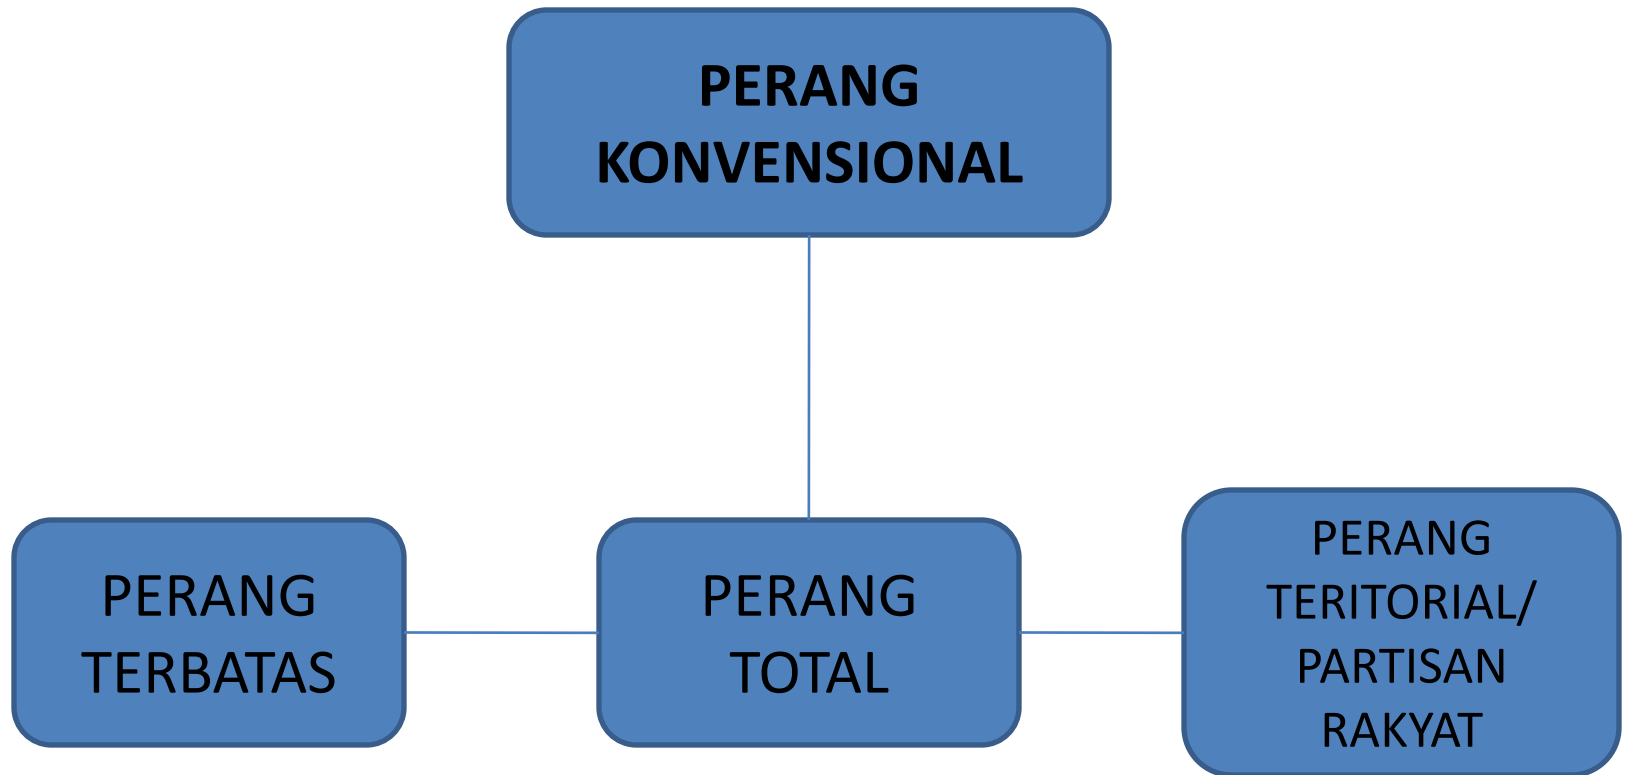 PERANG
KONVENSIONAL
PERANG
TERBATAS
PERANG
TOTAL
PERANG
TERITORIAL/
PARTISAN
RAKYAT